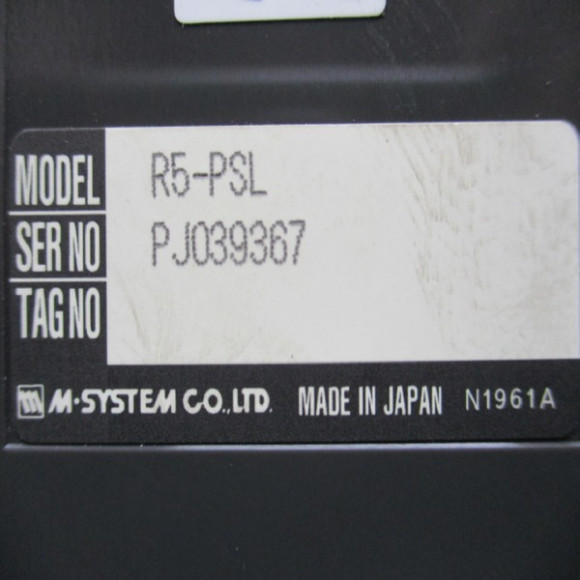 MODEL R5-PSL
SER NO PJ039367
TAG NO
M-SYSTEM CO.,LTD. MADE IN JAPAN N1961A